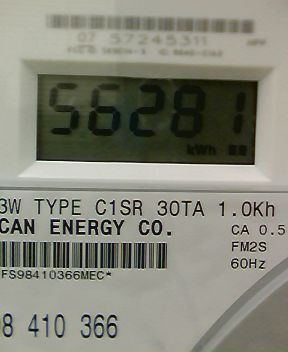 07 57245311
56281
kWh
3W TYPE C1SR 30TA 1.0Kh
CAN ENERGY CO.
CA 0.5
FM2S
60Hz
FS98410366MEC*
98 410 366